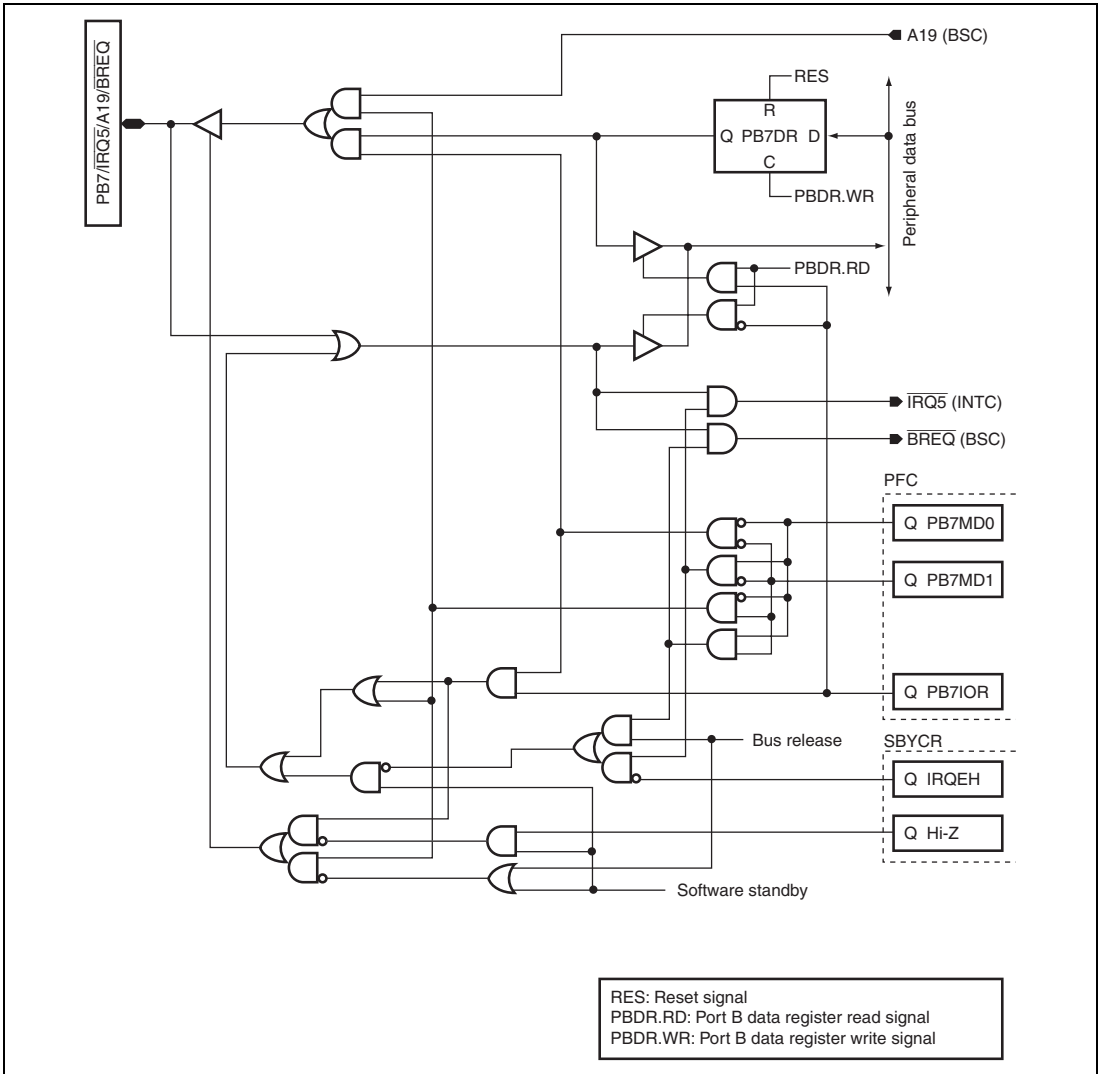 PB7/IRQ5/A19/BREQ
A19 (BSC)
RES
R
Q PB7DR D
C
PBDR.WR
Peripheral data bus
PBDR.RD
IRQ5 (INTC)
BREQ (BSC)
PFC
Q PB7MD0
Q PB7MD1
Q PB7IOR
Bus release
SBYCR
Q IRQEH
Q Hi-Z
Software standby
RES: Reset signal
PBDR.RD: Port B data register read signal
PBDR.WR: Port B data register write signal